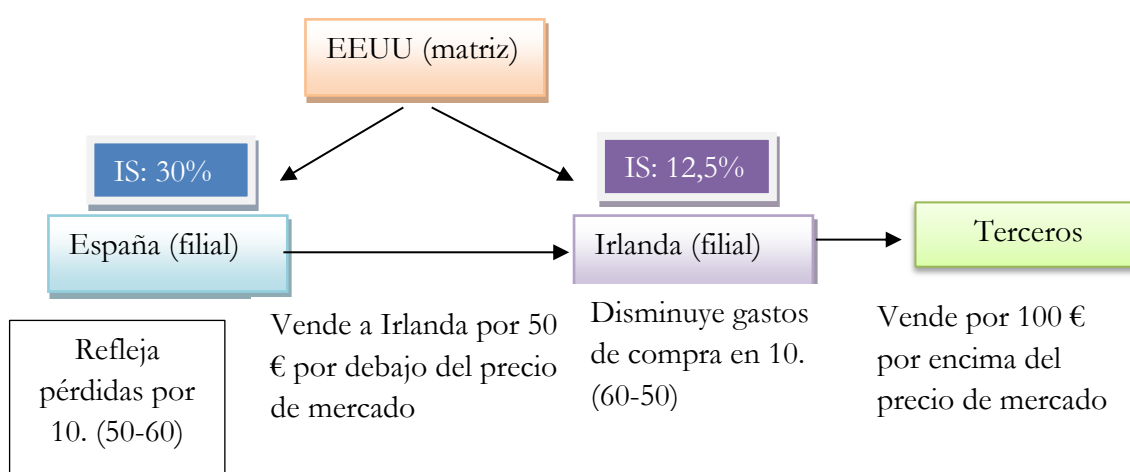 EEUU (matriz)
IS: 30%
IS: 12,5%
España (filial)
Irlanda (filial)
Terceros
Refleja
pérdidas por
10. (50-60)
Vende a Irlanda por 50
€ por debajo del precio
de mercado
Disminuye gastos
de compra en 10.
(60-50)
Vende por 100 €
por encima del
precio de mercado